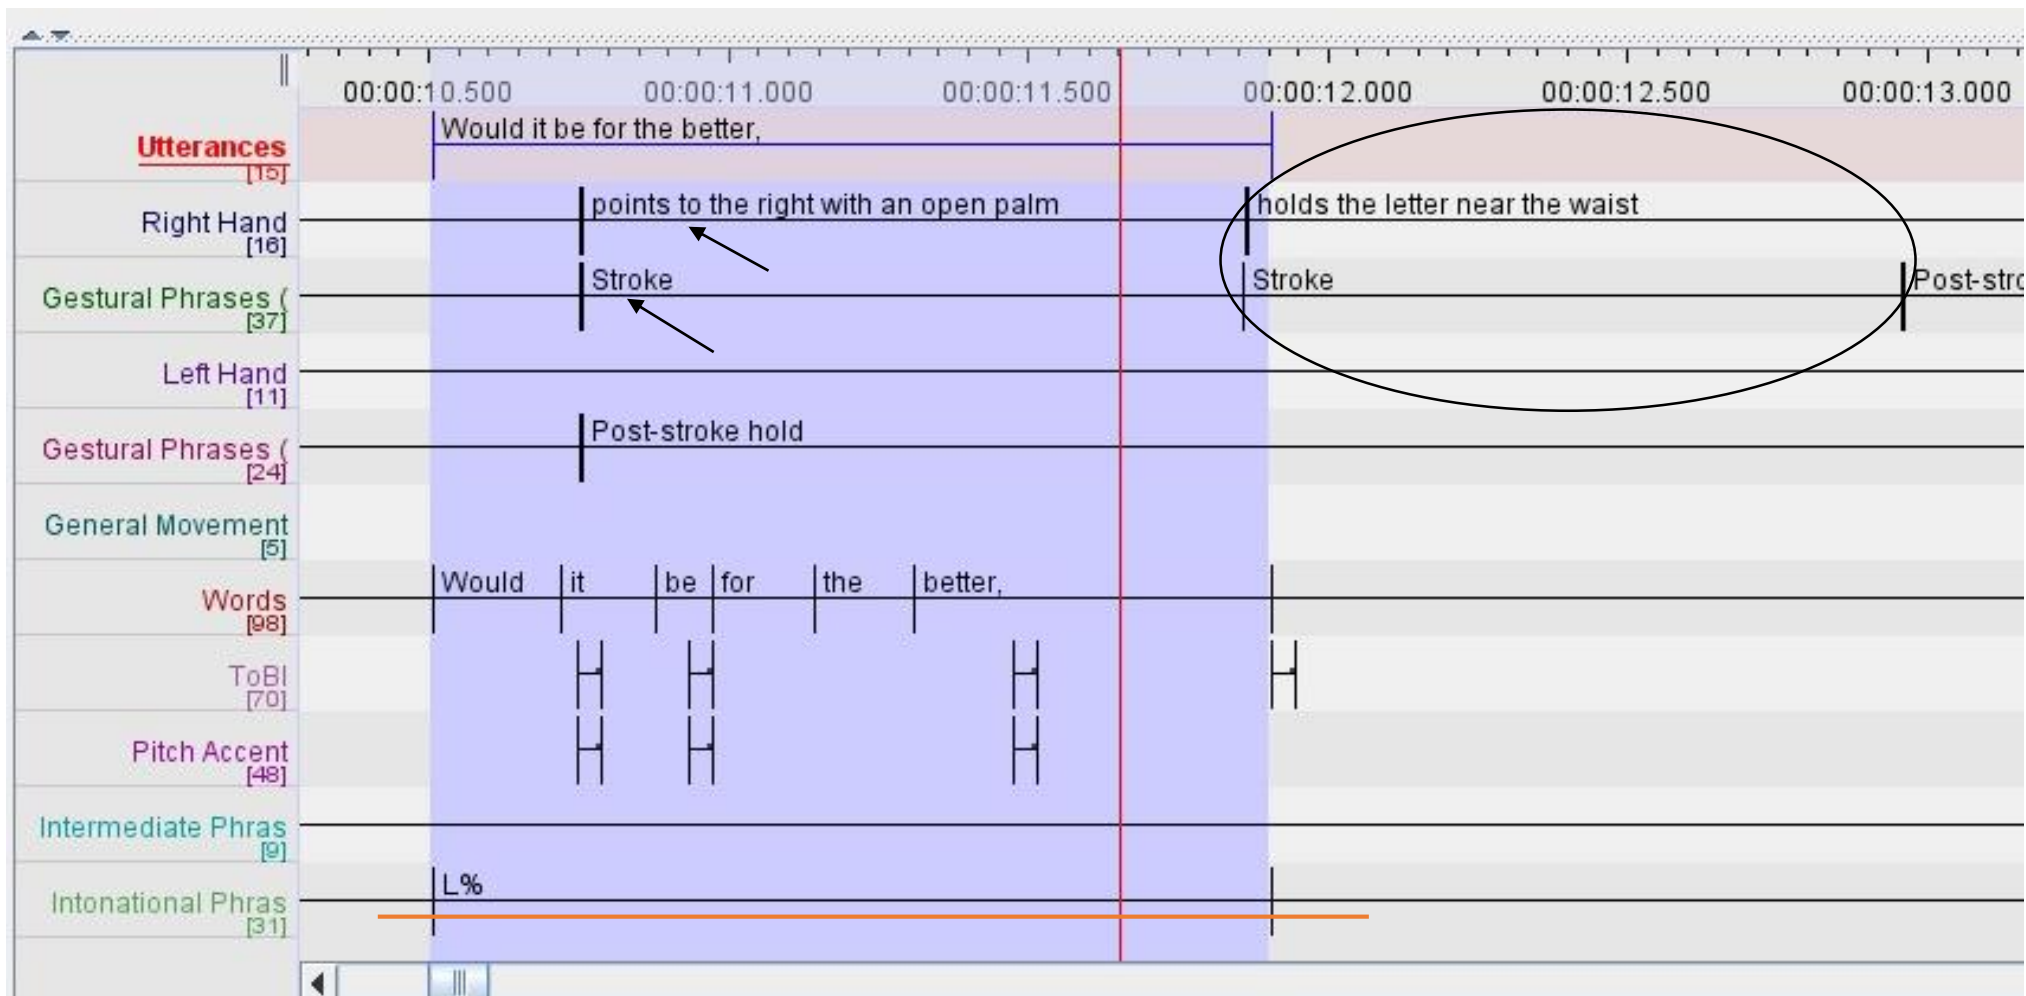 00:00:10.500 00:00:11.000 00:00:11.500 00:00:12.000 00:00:12.500 00:00:13.000
Utterances Would it be for the better,
[15]
Right Hand points to the right with an open palm holds the letter near the waist
[16]
Gestural Phrases ( Stroke Stroke Post-stro
[37]
Left Hand
[11]
Gestural Phrases ( Post-stroke hold
[24]
General Movement
[5]
Words Would it be for the better,
[98]
ToBI
[70]
Pitch Accent
[48]
Intermediate Phras
[9]
Intonational Phras L%
[31]